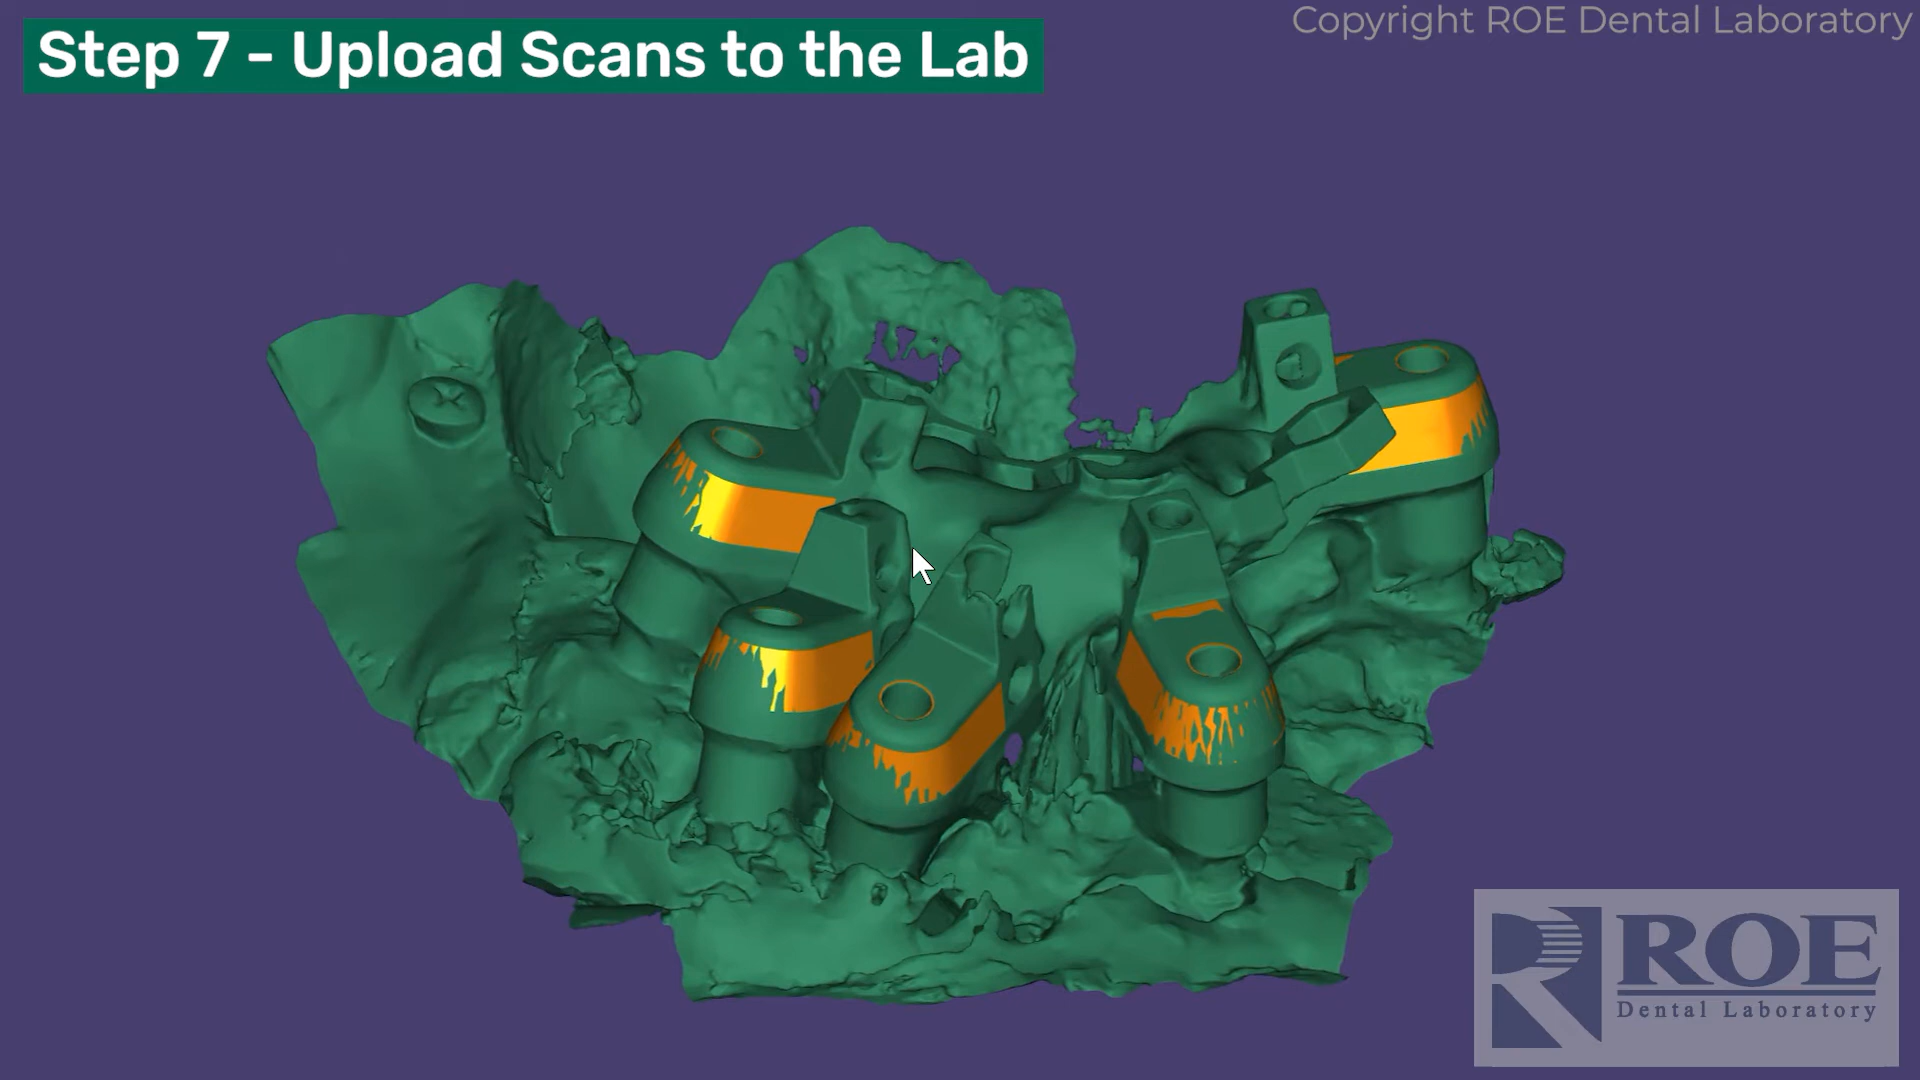 Copyright ROE Dental Laboratory
Step 7 - Upload Scans to the Lab
ROE
Dental Laboratory